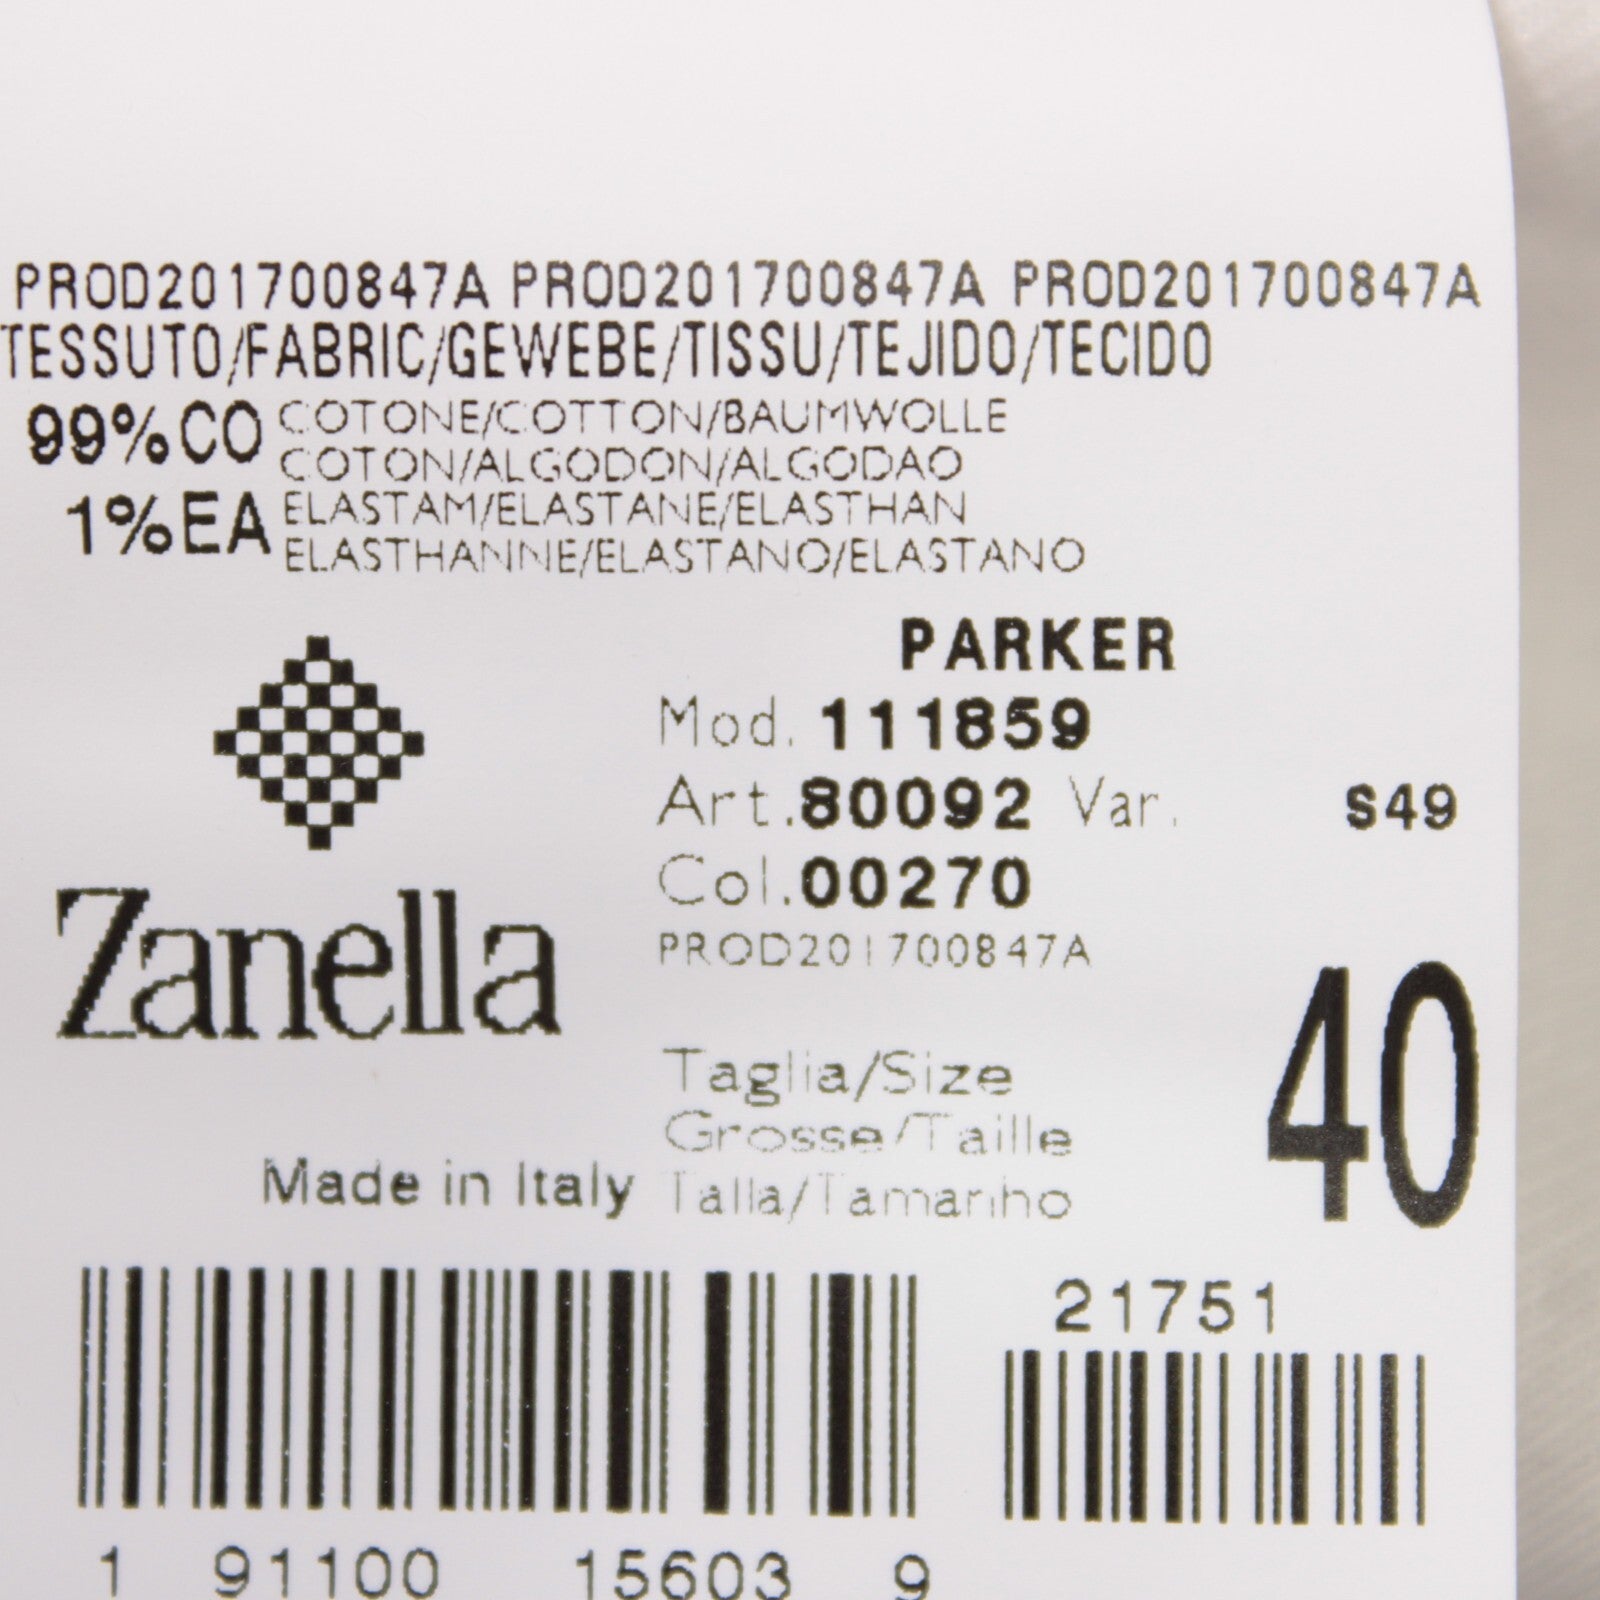 PROD201700847A PROD201700847A PROD201700847A
TESSUTO/FABRIC/GEWEBE/TISSU/TEJIDO/TECIDO
99%CO COTONE/COTTON/BAUMWOLLE
COTON/ALGODON/ALGODAO
1%EA ELASTAM/ELASTANE/ELASTHAN
ELASTHANNE/ELASTANO/ELASTANO
PARKER
Mod. 111859
Art.80092 Var. S49
Col.00270
PROD201700847A
Zanella
40
Taglia/Size
Grosse/Taille
Talla/Tamanho
Made in Italy
21751
1 91100 15603 9